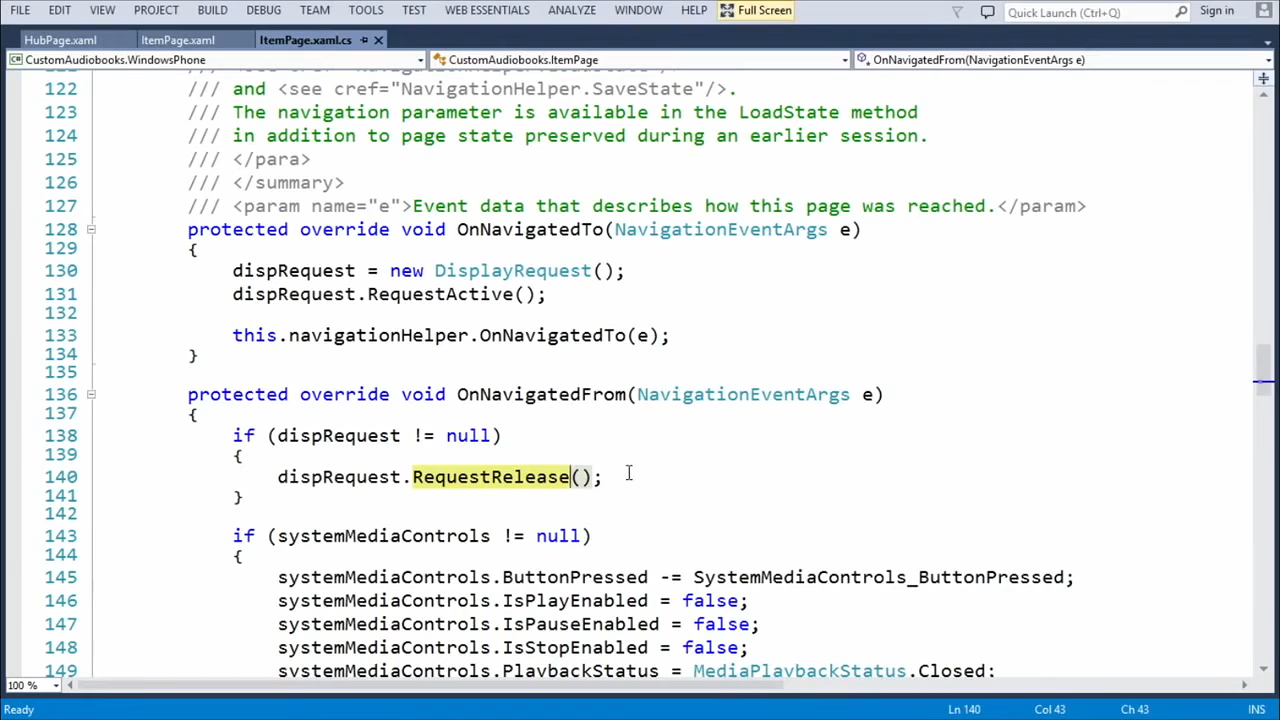 FILE EDIT VIEW PROJECT BUILD DEBUG TEAM TOOLS TEST WEB ESSENTIALS ANALYZE WINDOW HELP Full Screen Quick Launch (Ctrl+Q) Sign in
HubPage.xaml ItemPage.xaml ItemPage.xaml.cs
CustomAudiobooks.WindowsPhone CustomAudiobooks.ItemPage OnNavigatedFrom(NavigationEventArgs e)
122 /// and <see cref="NavigationHelper.SaveState"/>.
123 /// The navigation parameter is available in the LoadState method
124 /// in addition to page state preserved during an earlier session.
125 /// </para>
126 /// </summary>
127 /// <param name="e">Event data that describes how this page was reached.</param>
128 protected override void OnNavigatedTo(NavigationEventArgs e)
129 {
130 dispRequest = new DisplayRequest();
131 dispRequest.RequestActive();
132
133 this.navigationHelper.OnNavigatedTo(e);
134 }
135
136 protected override void OnNavigatedFrom(NavigationEventArgs e)
137 {
138 if (dispRequest != null)
139 {
140 dispRequest.RequestRelease();
141 }
142
143 if (systemMediaControls != null)
144 {
145 systemMediaControls.ButtonPressed -= SystemMediaControls_ButtonPressed;
146 systemMediaControls.IsPlayEnabled = false;
147 systemMediaControls.IsPauseEnabled = false;
148 systemMediaControls.IsStopEnabled = false;
149 systemMediaControls.PlaybackStatus = MediaPlaybackStatus.Closed;
100 %
Ready Ln 140 Col 43 Ch 43 INS